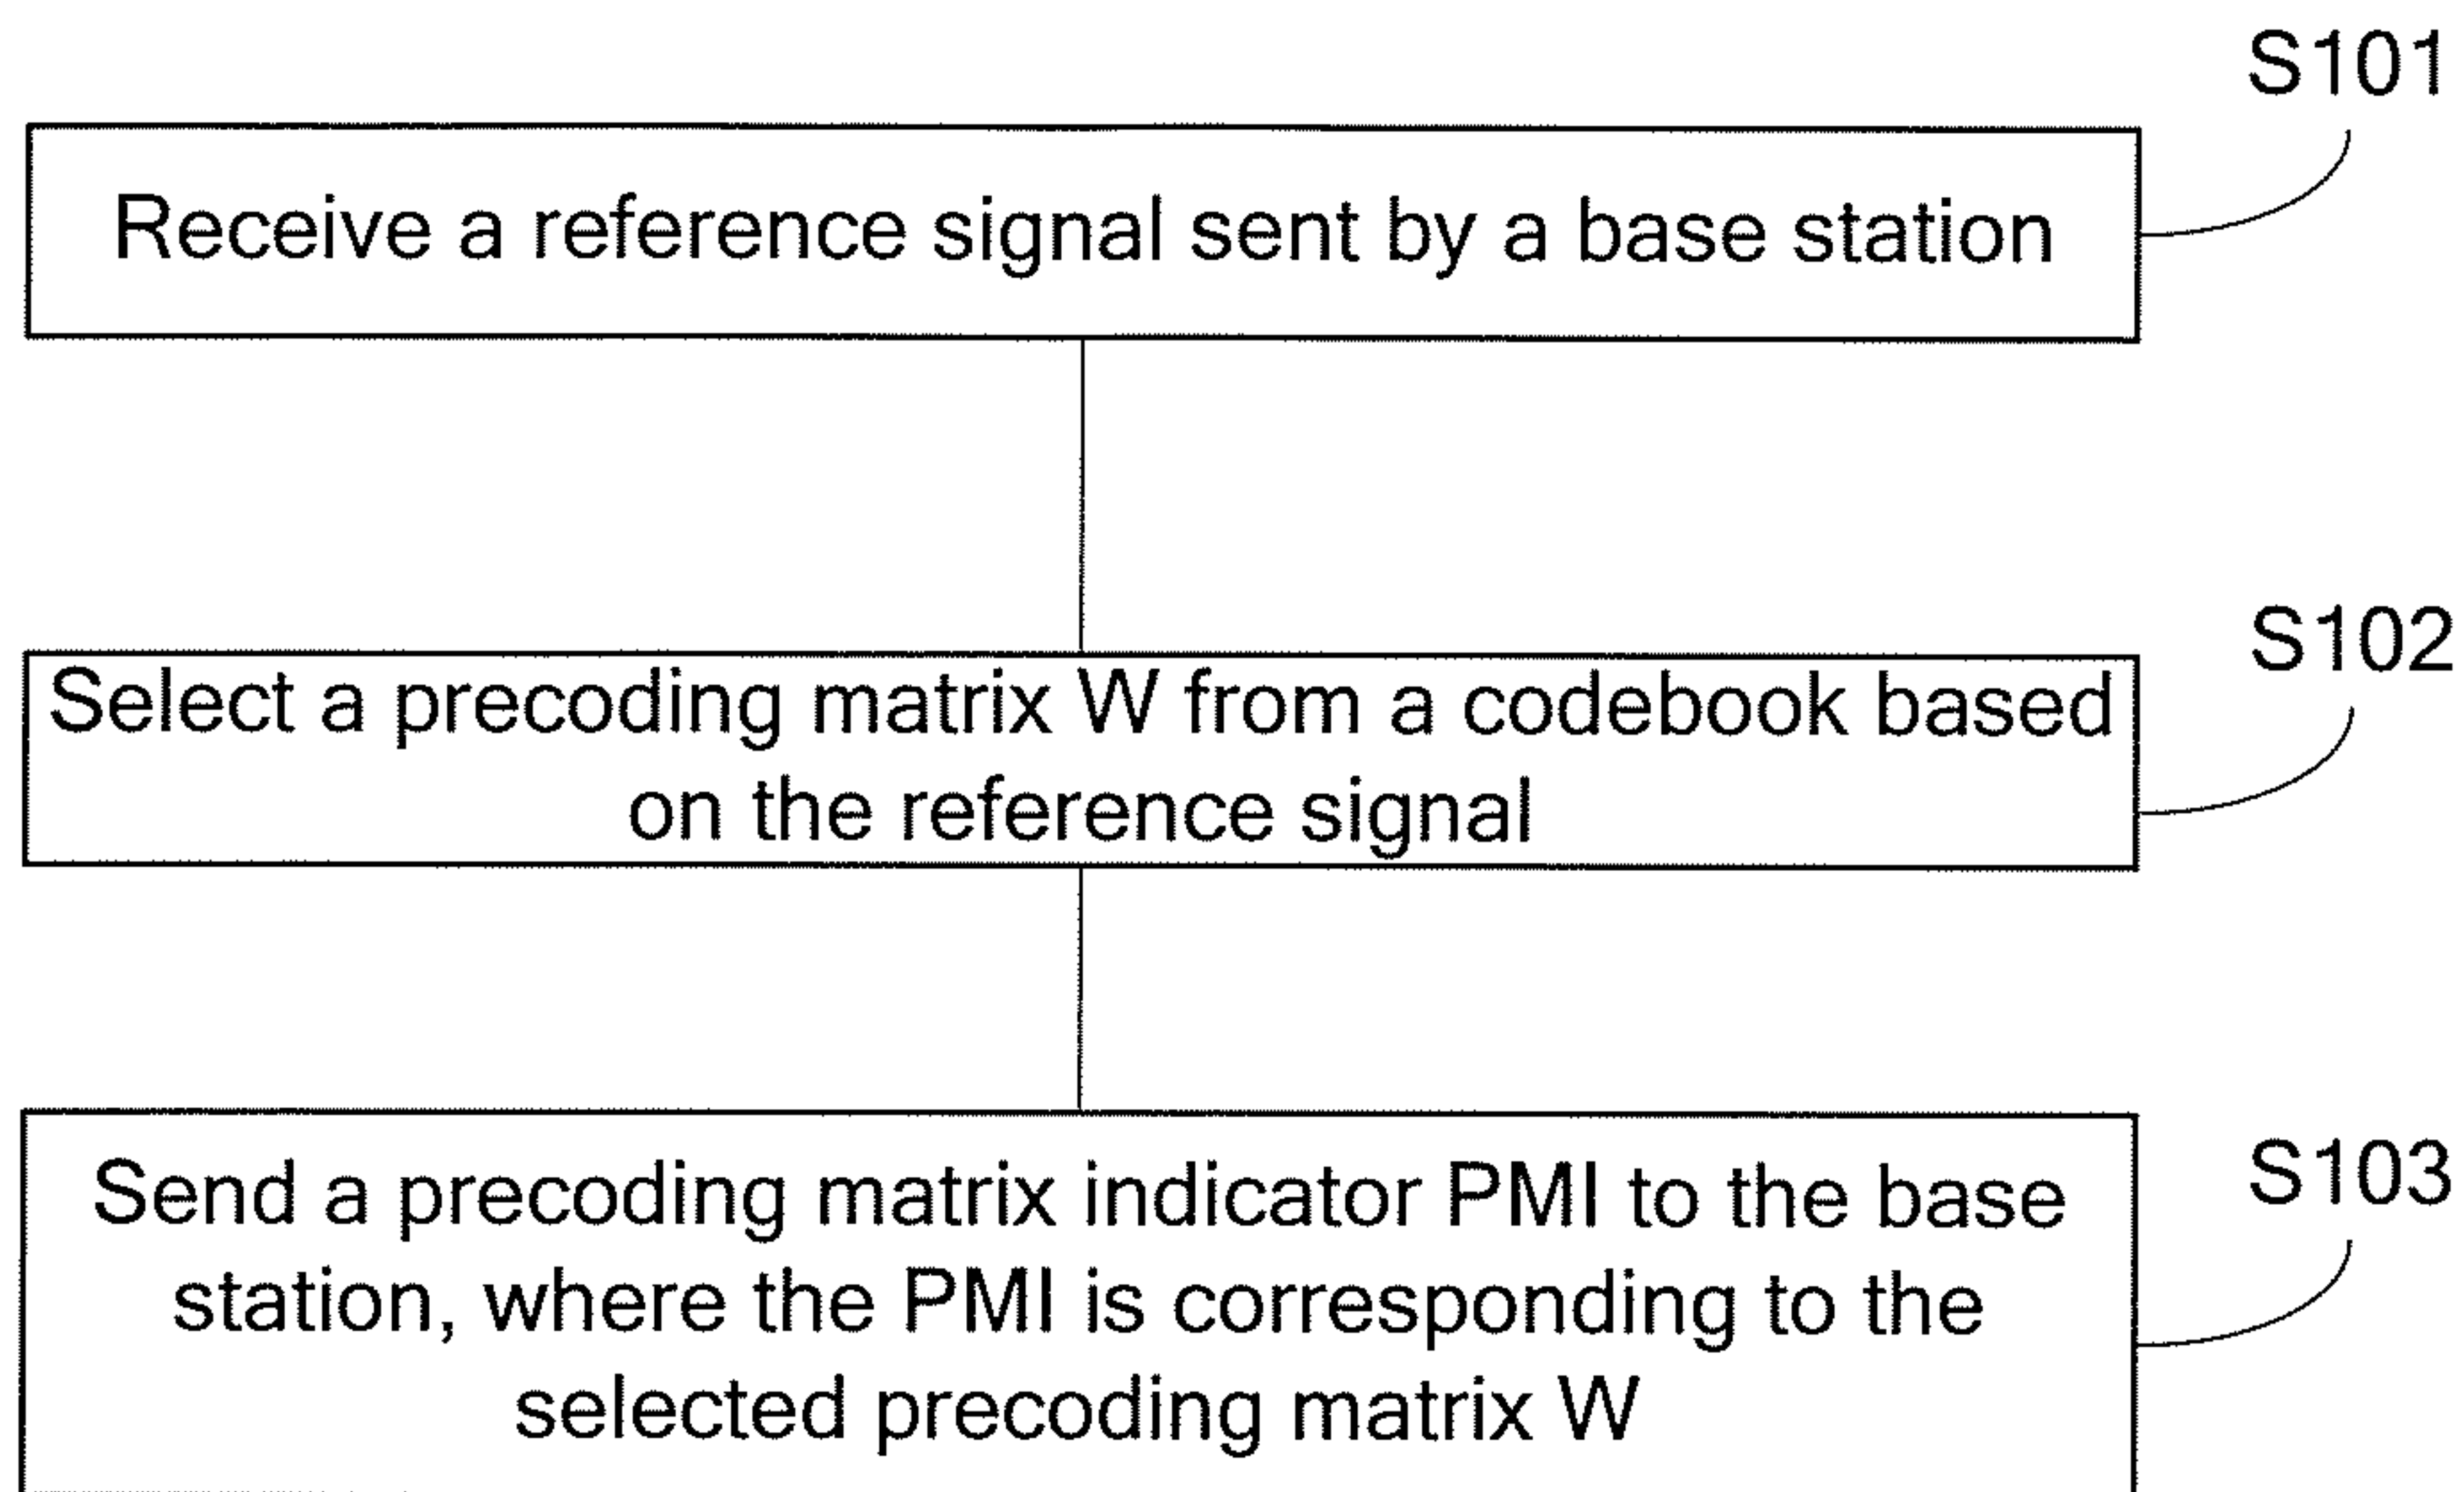 S101
Receive a reference signal sent by a base station
S102
Select a precoding matrix W from a codebook based
on the reference signal
S103
Send a precoding matrix indicator PMI to the base
station, where the PMI is corresponding to the
selected precoding matrix W